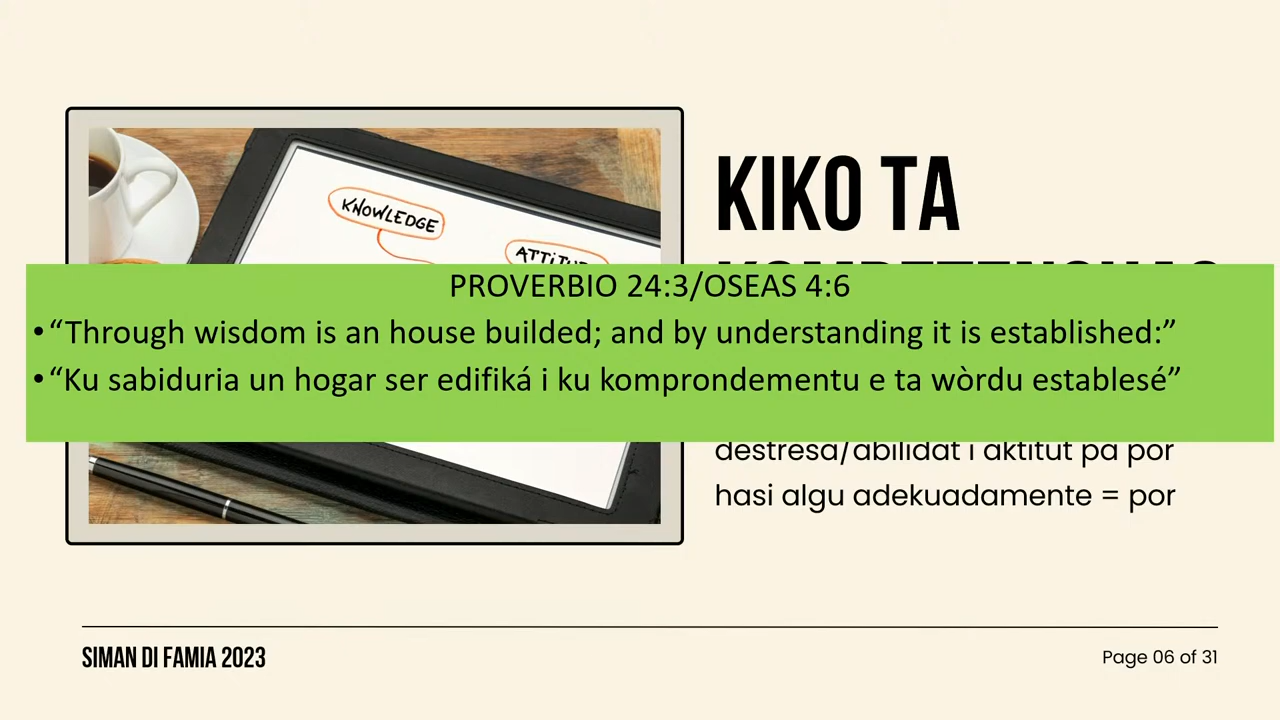 KIKO TA
KNOWLEDGE
PROVERBIO 24:3/OSEAS 4:6
•“Through wisdom is an house builded; and by understanding it is established:”
•“Ku sabiduria un hogar ser edifiká i ku komprondementu e ta wòrdu establesé”
destresa/abilidat i aktitut pa por
hasi algu adekuadamente = por
SIMAN DI FAMIA 2023
Page 06 of 31